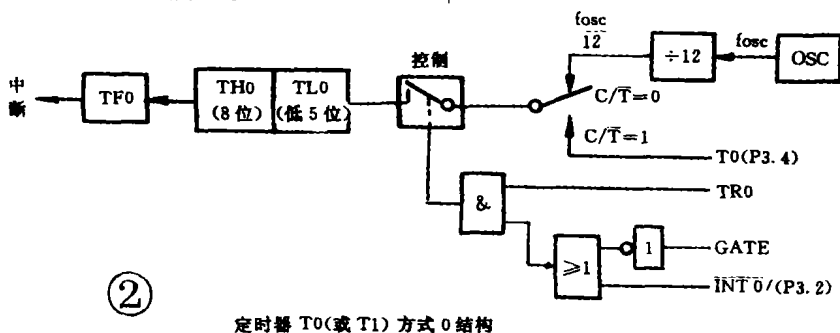 fosc
12
÷12
fosc
OSC
控制
中断
TF0
TH0
(8位)
TL0
(低5位)
C/T̅=0
C/T̅=1
T0(P3.4)
&
TR0
≥1
1
GATE
I̅N̅T̅0̅/(P3.2)
②
定时器 T0(或 T1) 方式 0 结构